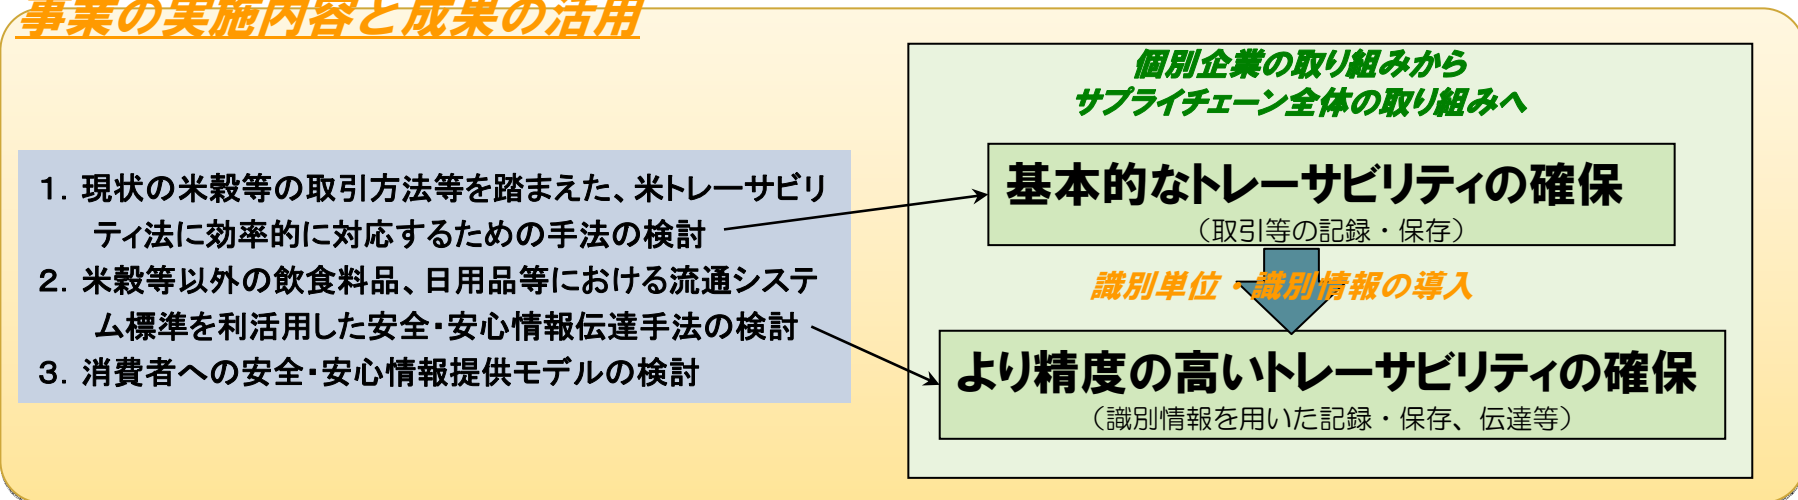 事業の実施内容と成果の活用
1. 現状の米穀等の取引方法等を踏まえた、米トレーサビリ
ティ法に効率的に対応するための手法の検討
2. 米穀等以外の飲食料品、日用品等における流通システ
ム標準を利活用した安全・安心情報伝達手法の検討
3. 消費者への安全・安心情報提供モデルの検討
個別企業の取り組みから
サプライチェーン全体の取り組みへ
基本的なトレーサビリティの確保
（取引等の記録・保存）
識別単位・識別情報の導入
より精度の高いトレーサビリティの確保
（識別情報を用いた記録・保存、伝達等）